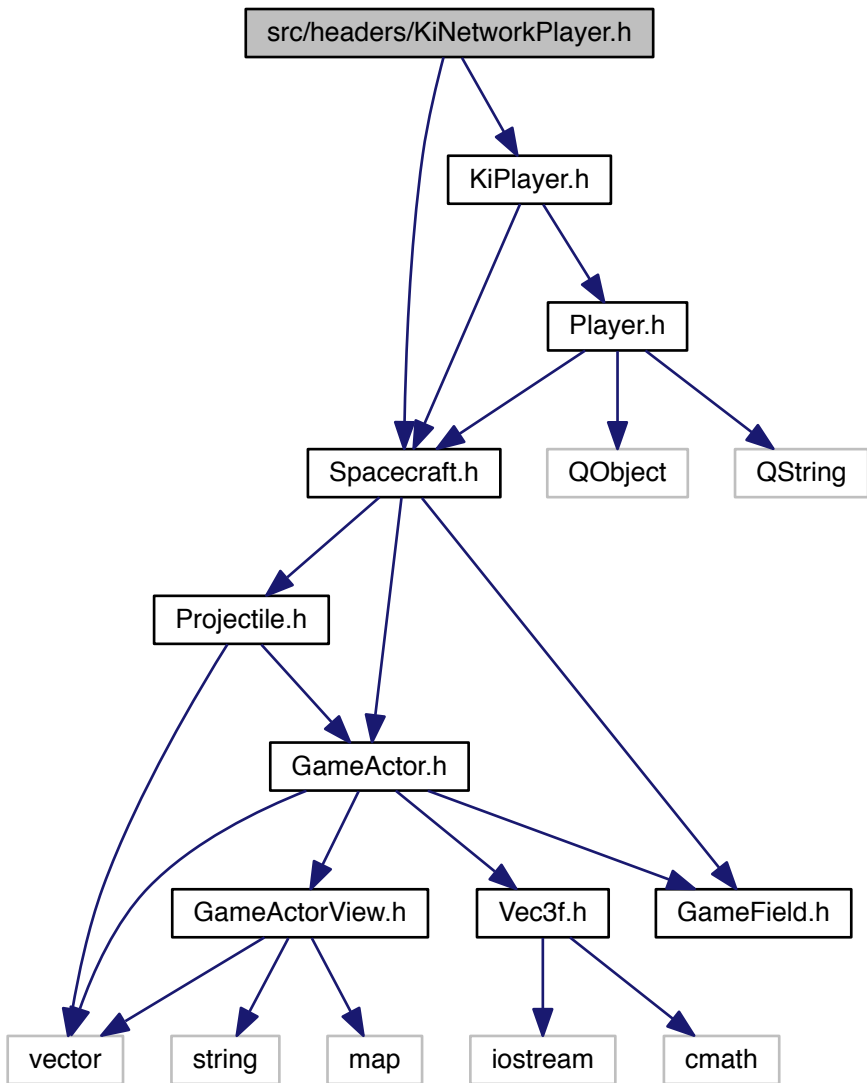 src/headers/KiNetworkPlayer.h
KiPlayer.h
Player.h
Spacecraft.h
QObject
QString
Projectile.h
GameActor.h
GameActorView.h
Vec3f.h
GameField.h
vector
string
map
iostream
cmath